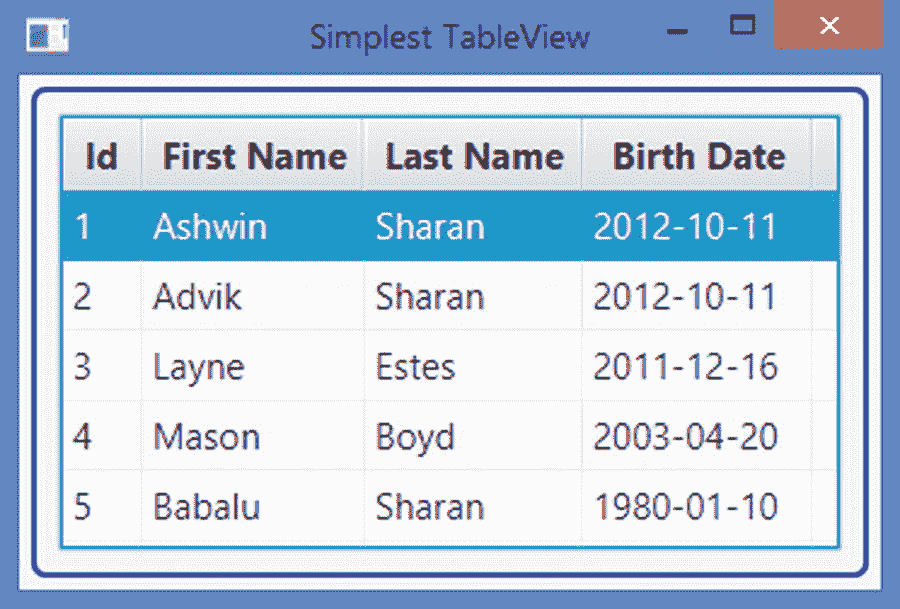 Simplest TableView
Id First Name Last Name Birth Date
1 Ashwin Sharan 2012-10-11
2 Advik Sharan 2012-10-11
3 Layne Estes 2011-12-16
4 Mason Boyd 2003-04-20
5 Babalu Sharan 1980-01-10